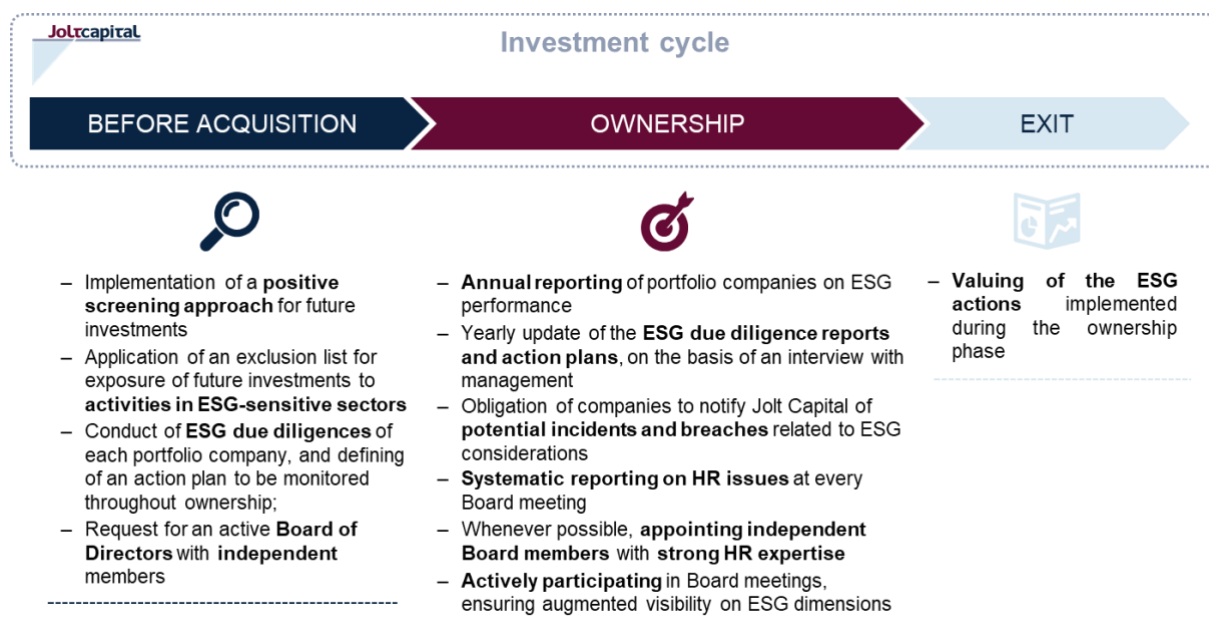 Joltcapital
Investment cycle
BEFORE ACQUISITION
OWNERSHIP
EXIT
– Implementation of a positive
screening approach for future
investments
– Application of an exclusion list for
exposure of future investments to
activities in ESG-sensitive sectors
– Conduct of ESG due diligences of
each portfolio company, and defining
of an action plan to be monitored
throughout ownership;
– Request for an active Board of
Directors with independent
members
– Annual reporting of portfolio companies on ESG
performance
– Yearly update of the ESG due diligence reports
and action plans, on the basis of an interview with
management
– Obligation of companies to notify Jolt Capital of
potential incidents and breaches related to ESG
considerations
– Systematic reporting on HR issues at every
Board meeting
– Whenever possible, appointing independent
Board members with strong HR expertise
– Actively participating in Board meetings,
ensuring augmented visibility on ESG dimensions
– Valuing of the ESG
actions implemented
during the ownership
phase